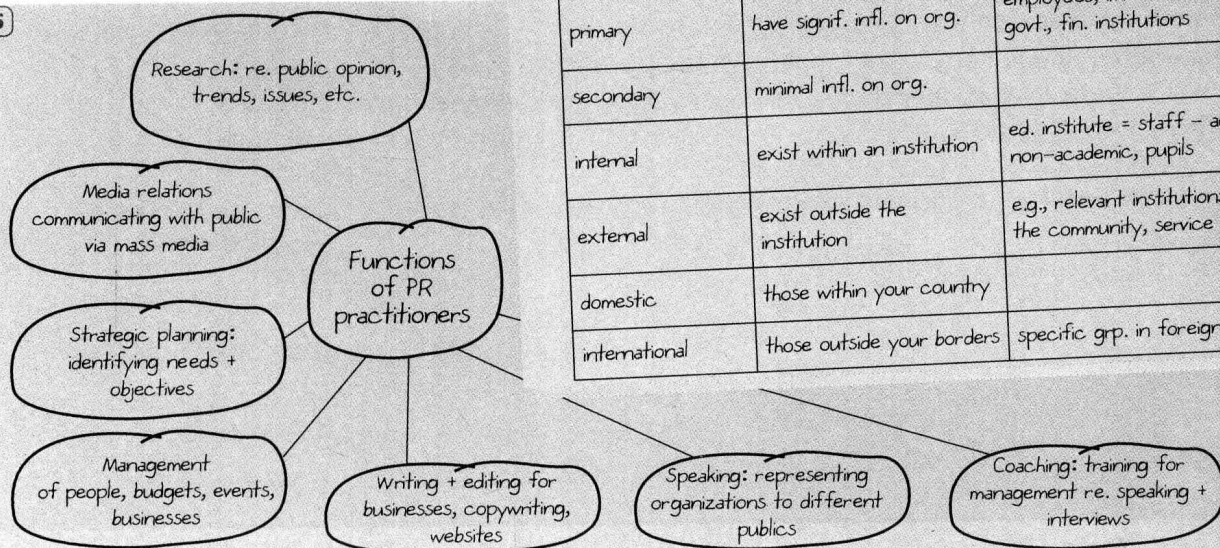 Research: re. public opinion,
trends, issues, etc.
Media relations
communicating with public
via mass media
Functions
of PR
practitioners
Strategic planning:
identifying needs +
objectives
Management
of people, budgets, events,
businesses
Writing + editing for
businesses, copywriting,
websites
Speaking: representing
organizations to different
publics
Coaching: training for
management re. speaking +
interviews
primary
have signif. infl. on org.
employees,
govt., fin. institutions
secondary
minimal infl. on org.
internal
exist within an institution
ed. institute = staff –
non-academic, pupils
external
exist outside the
institution
e.g., relevant institution
the community, service
domestic
those within your country
international
those outside your borders
specific grp. in foreign